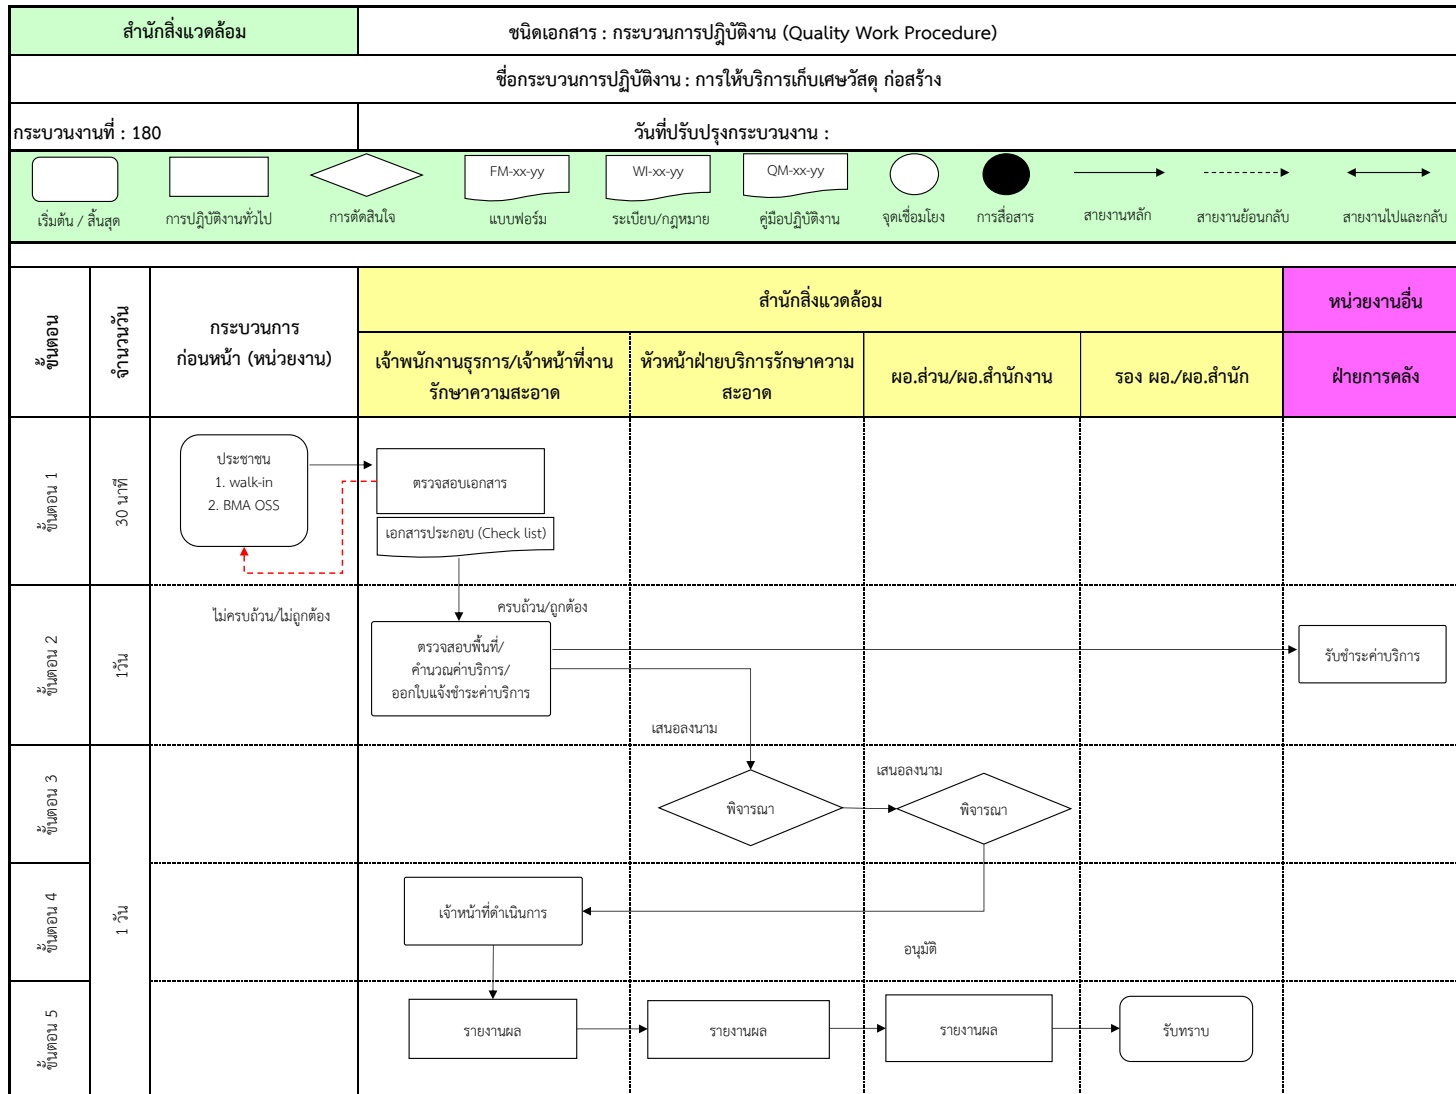 สำนักสิ่งแวดล้อม
ชนิดเอกสาร : กระบวนการปฏิบัติงาน (Quality Work Procedure)
ชื่อกระบวนการปฏิบัติงาน : การให้บริการเก็บเศษวัสดุ ก่อสร้าง
กระบวนงานที่ : 180
วันที่ปรับปรุงกระบวนงาน :
FM-xx-yy
WI-xx-yy
QM-xx-yy
เริ่มต้น / สิ้นสุด
การปฏิบัติงานทั่วไป
การตัดสินใจ
แบบฟอร์ม
ระเบียบ/กฎหมาย
คู่มือปฏิบัติงาน
จุดเชื่อมโยง
การสื่อสาร
สายงานหลัก
สายงานย้อนกลับ
สายงานไปและกลับ
ขั้นตอน
จำนวนวัน
กระบวนการ
ก่อนหน้า (หน่วยงาน)
สำนักสิ่งแวดล้อม
หน่วยงานอื่น
เจ้าพนักงานธุรการ/เจ้าหน้าที่งาน
รักษาความสะอาด
หัวหน้าฝ่ายบริการรักษาความ
สะอาด
ผอ.ส่วน/ผอ.สำนักงาน
รอง ผอ./ผอ.สำนัก
ฝ่ายการคลัง
ขั้นตอน 1
30 นาที
ประชาชน
1. walk-in
2. BMA OSS
ตรวจสอบเอกสาร
เอกสารประกอบ (Check list)
ไม่ครบถ้วน/ไม่ถูกต้อง
ครบถ้วน/ถูกต้อง
ขั้นตอน 2
1วัน
ตรวจสอบพื้นที่/
คำนวณค่าบริการ/
ออกใบแจ้งชำระค่าบริการ
รับชำระค่าบริการ
เสนอลงนาม
ขั้นตอน 3
เสนอลงนาม
พิจารณา
พิจารณา
ขั้นตอน 4
1 วัน
เจ้าหน้าที่ดำเนินการ
อนุมัติ
ขั้นตอน 5
รายงานผล
รายงานผล
รายงานผล
รับทราบ